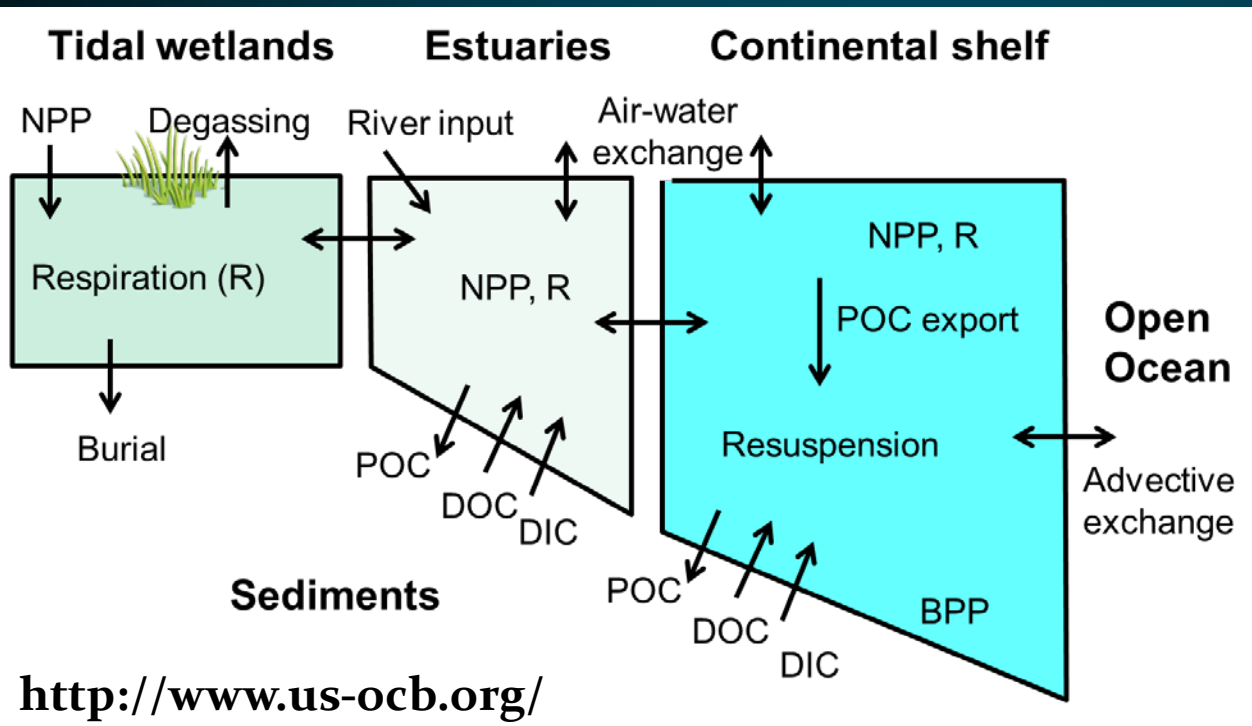 Tidal wetlands
Estuaries
Continental shelf
NPP
Degassing
River input
Air-water
exchange
Respiration (R)
NPP, R
NPP, R
POC export
Open
Ocean
Burial
Resuspension
POC
DOC
DIC
Advective
exchange
Sediments
POC
DOC
DIC
BPP
http://www.us-ocb.org/